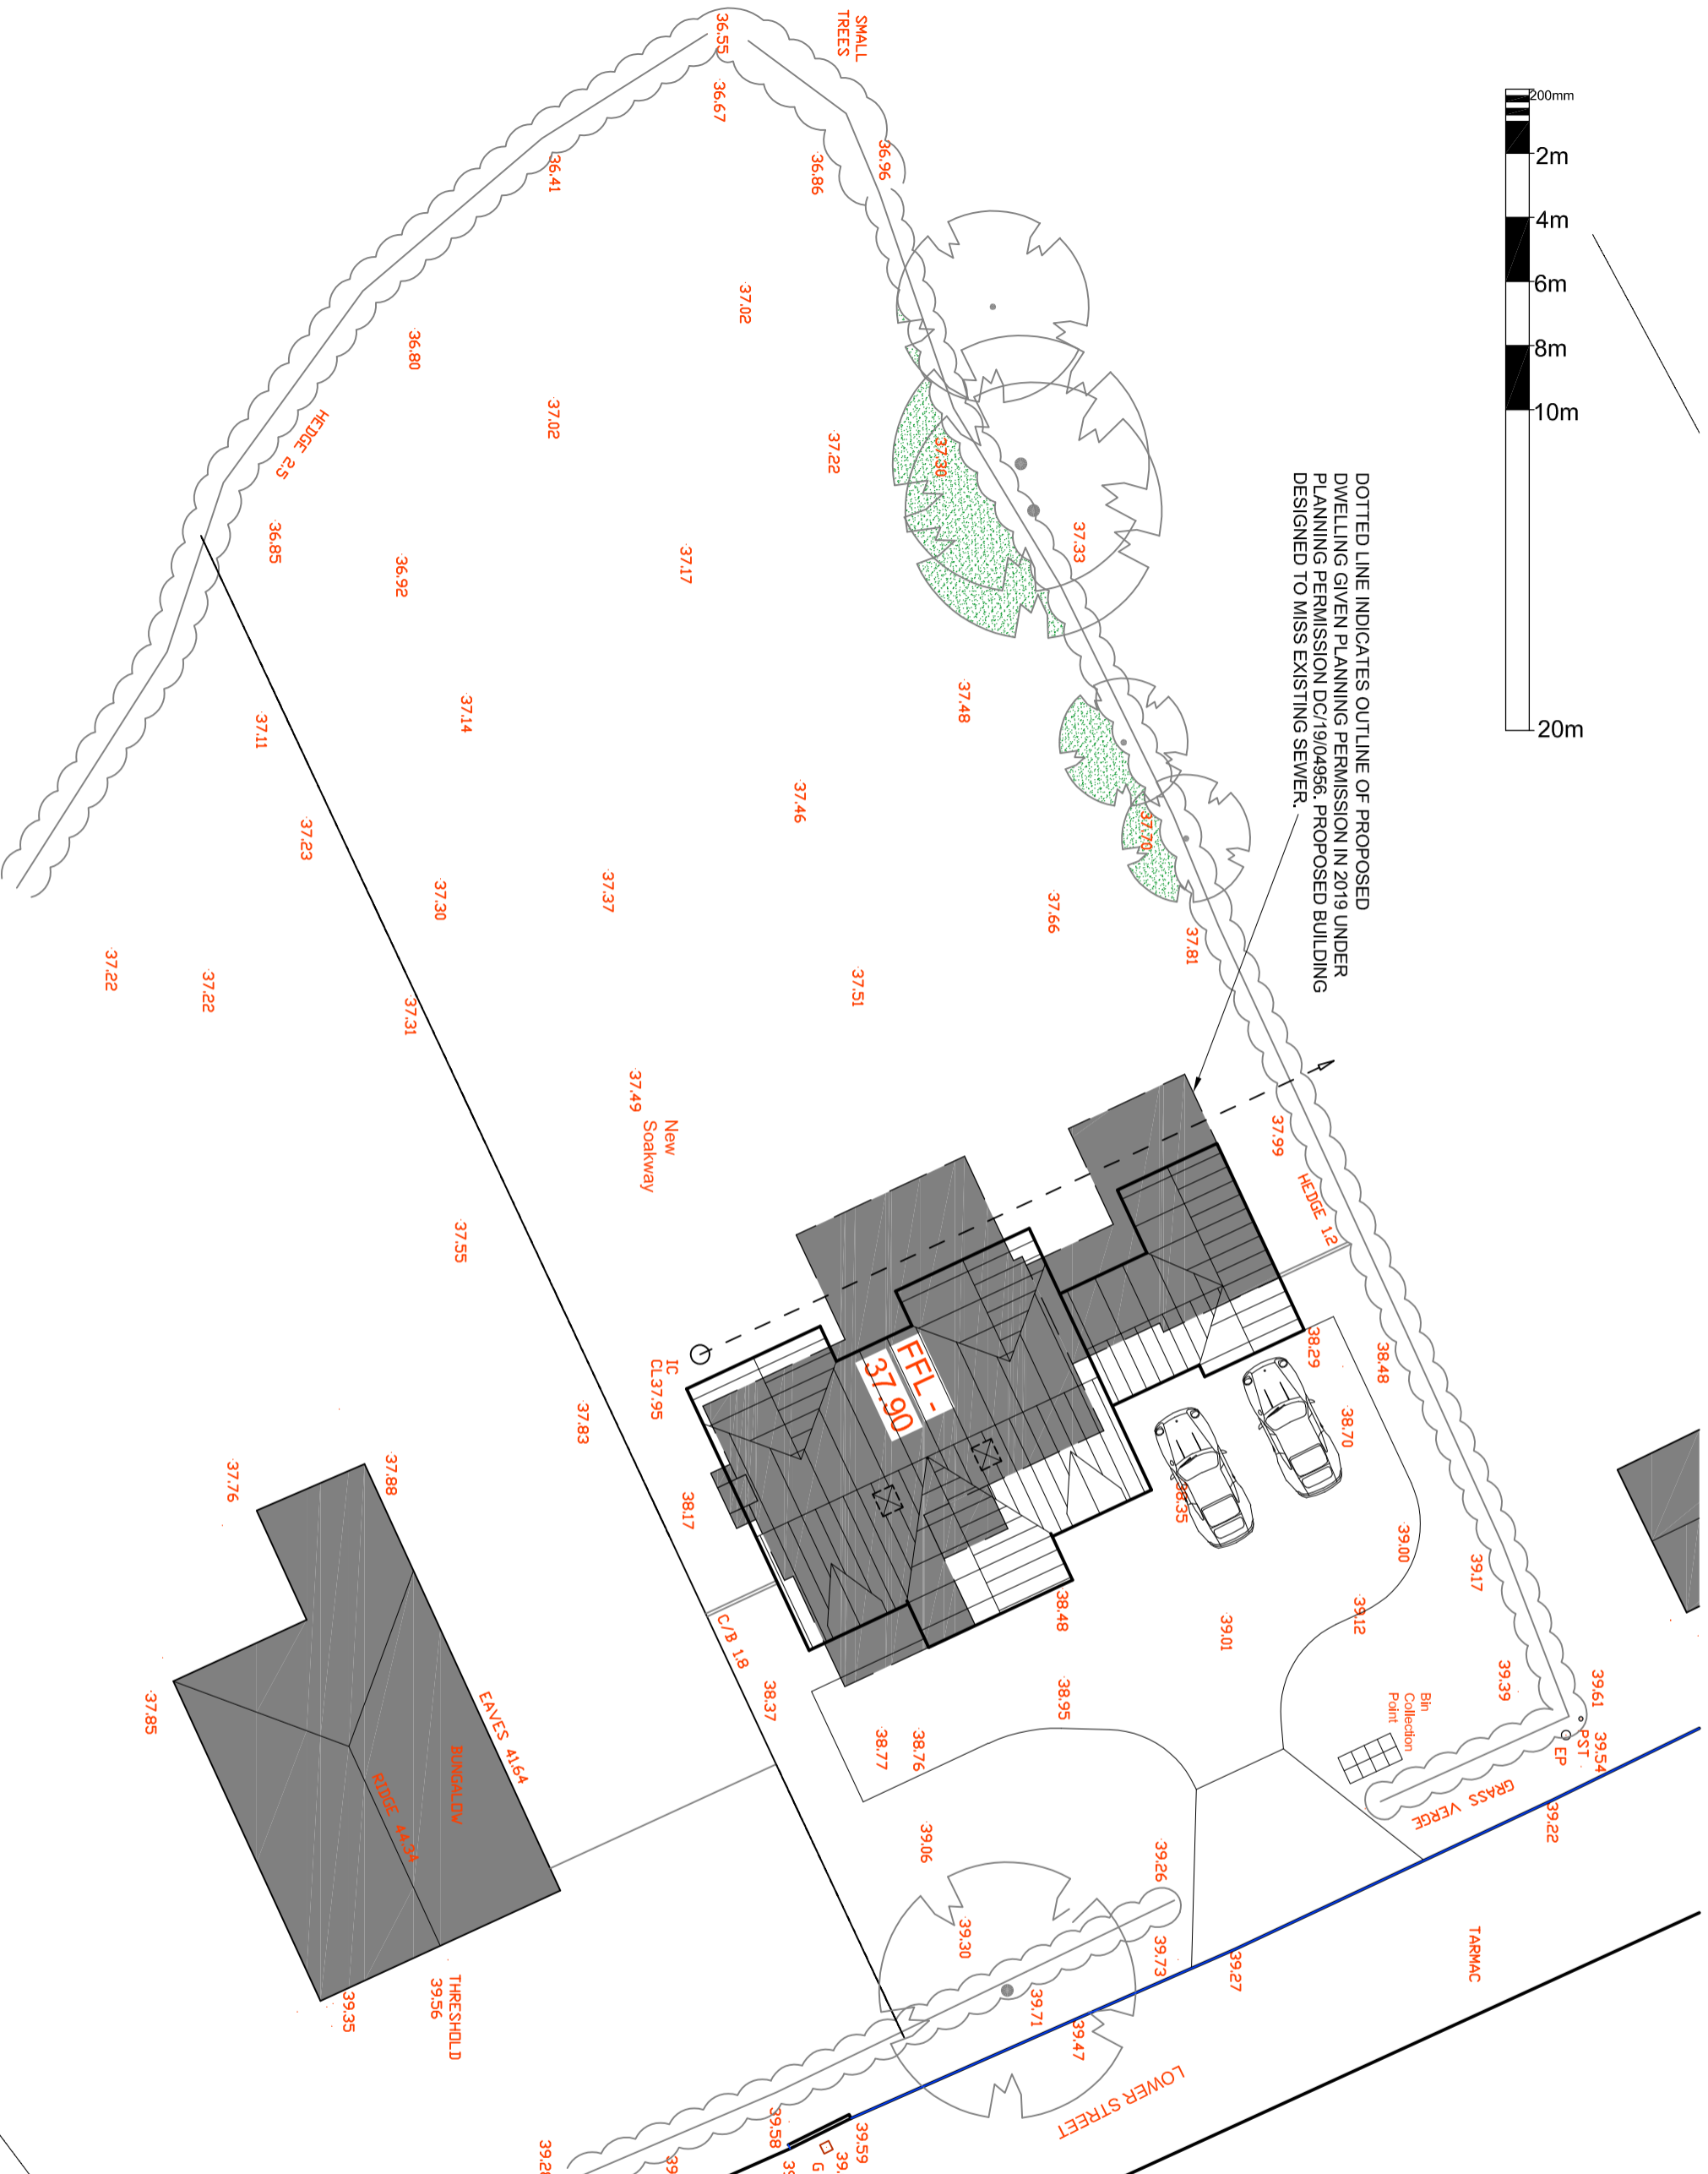 200mm
2m
4m
6m
8m
10m
20m
DOTTED LINE INDICATES OUTLINE OF PROPOSED
DWELLING GIVEN PLANNING PERMISSION IN 2019 UNDER
PLANNING PERMISSION DC/19/04956. PROPOSED BUILDING
DESIGNED TO MISS EXISTING SEWER.
SMALL
TREES
36.55
36.67
36.41
36.86
36.96
37.02
36.80
37.02
37.22
37.30
37.33
HEDGE 2.5
36.85
36.92
37.17
37.14
37.11
37.48
37.46
37.70
37.23
37.30
37.37
37.66
37.81
37.22
37.22
37.31
37.51
37.49
New
Soakway
37.99
HEDGE 1.2
37.55
IC
CL37.95
FFL -
37.90
38.29
38.48
38.70
38.35
37.83
37.88
37.76
38.17
39.00
39.17
38.48
39.01
39.12
C/B 1.8
38.37
38.95
38.77
38.76
39.39
39.61
PST
39.54
EP
Bin
Collection
Point
GRASS VERGE
39.22
37.85
EAVES 41.64
BUNGALOW
RIDGE 44.34
39.06
39.26
39.30
39.73
39.27
TARMAC
THRESHOLD
39.56
39.35
39.71
39.47
LOWER STREET
39.58
39.59
G